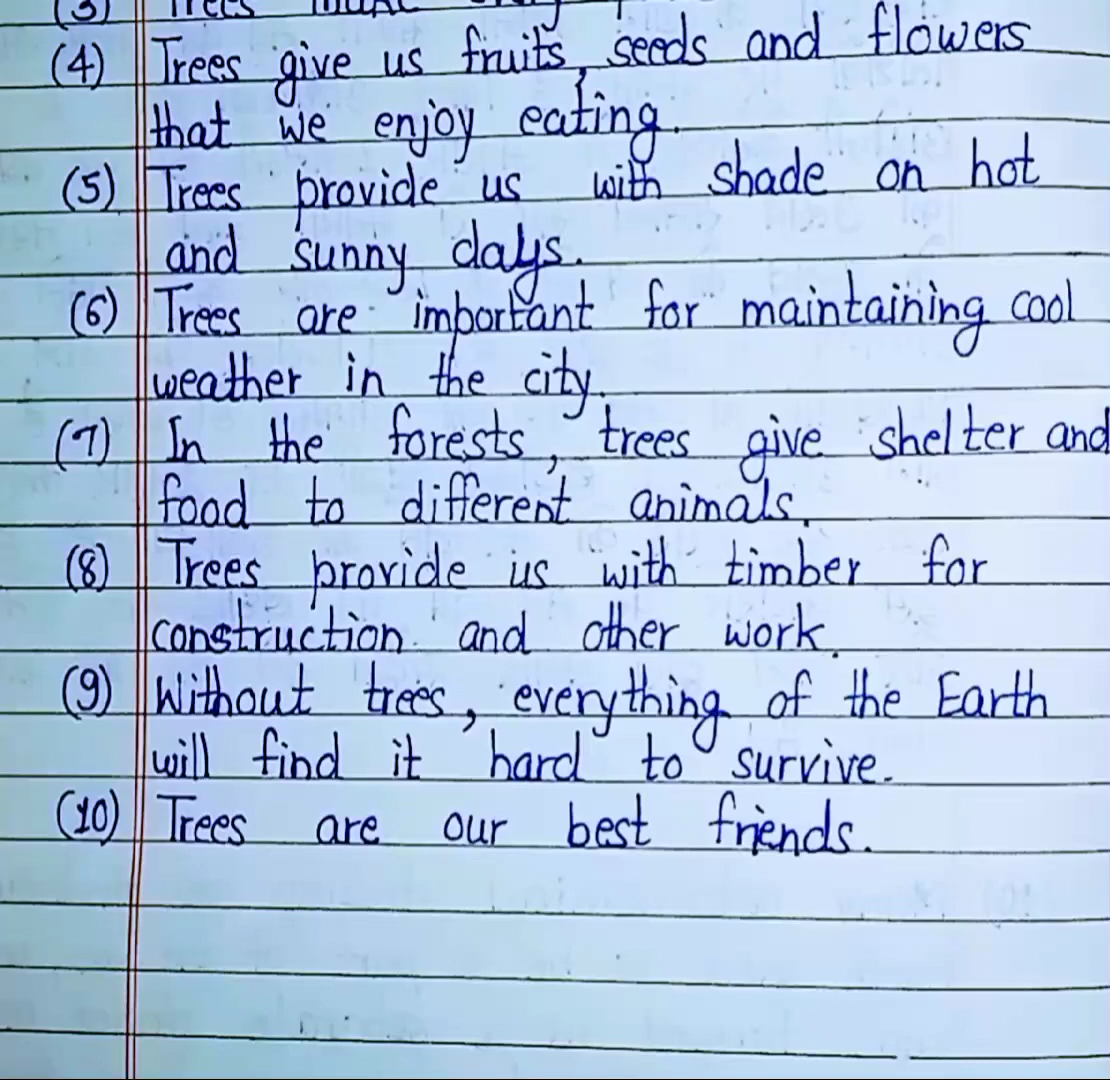 (3) Trees
(4) Trees give us fruits, seeds and flowers
that we enjoy eating.
(5) Trees provide us with shade on hot
and sunny days.
(6) Trees are important for maintaining cool
weather in the city.
(7) In the forests, trees give shelter and
food to different animals.
(8) Trees provide us with timber for
construction and other work.
(9) Without trees, everything of the Earth
will find it hard to survive.
(10) Trees are our best friends.